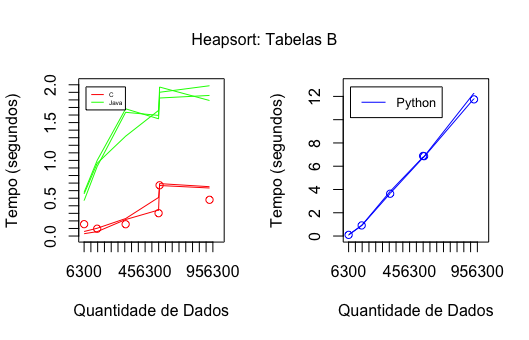 Heapsort: Tabelas B
Tempo (segundos)
0.0 0.5 1.0 1.5 2.0
C
Java
6300 456300 956300
Quantidade de Dados
Tempo (segundos)
0 2 4 6 8 12
Python
6300 456300 956300
Quantidade de Dados